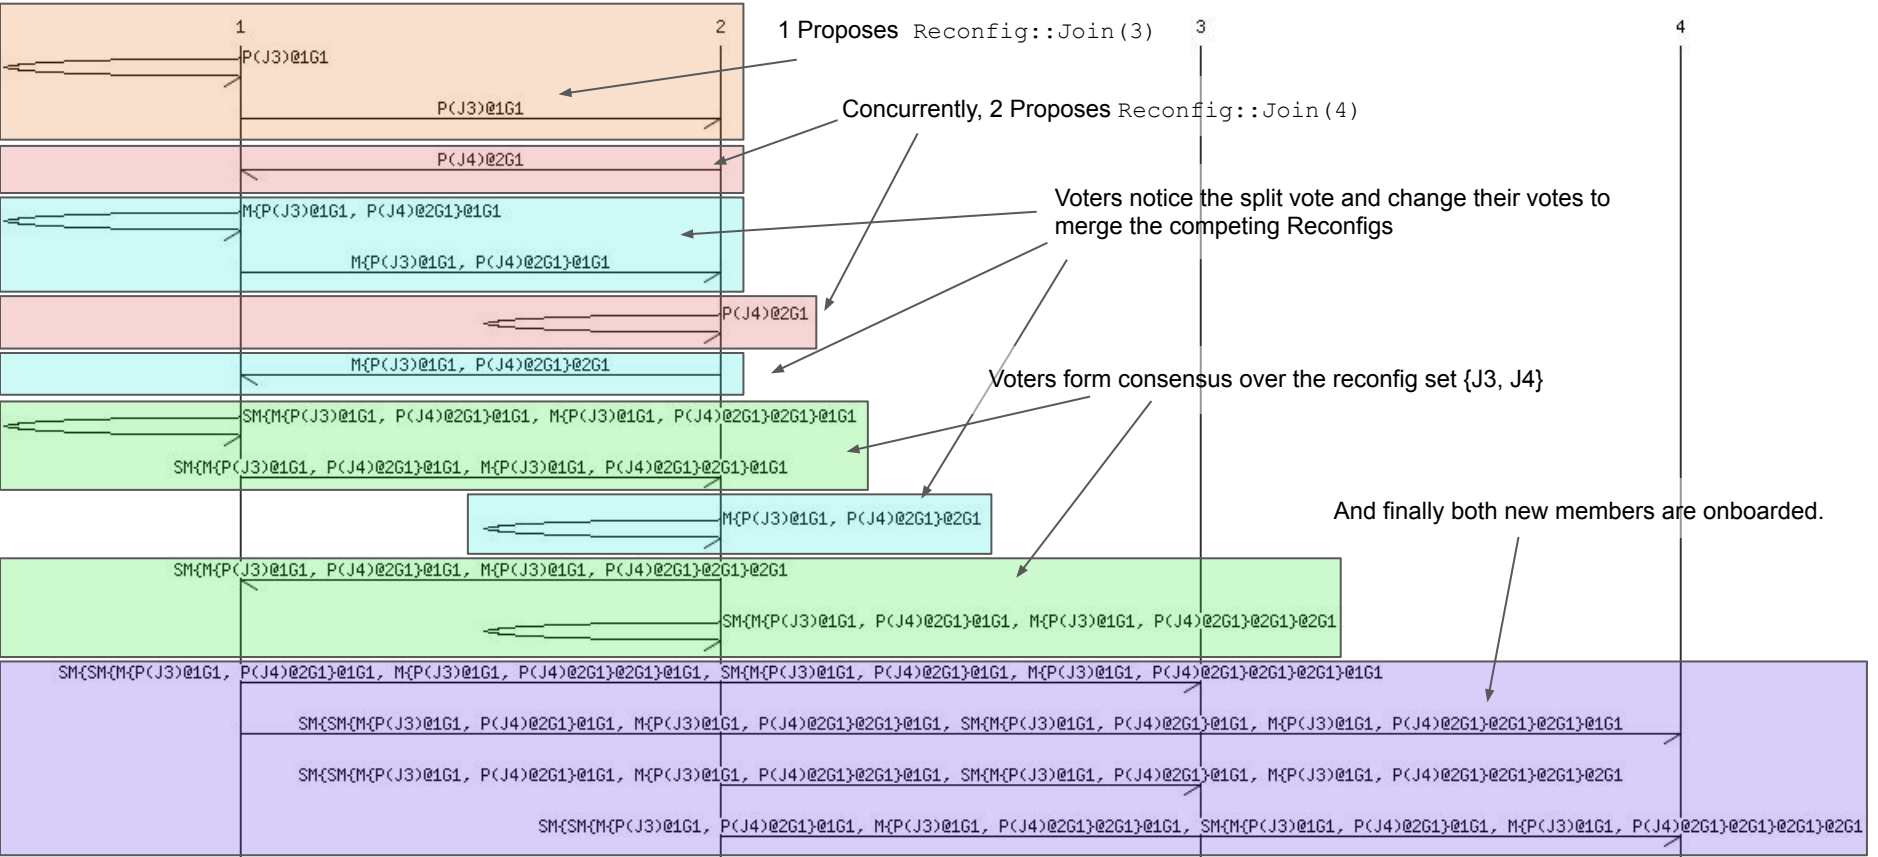 1 2 3 4
1 Proposes Reconfig::Join(3)
P(J3)@1G1
P(J3)@1G1
Concurrently, 2 Proposes Reconfig::Join(4)
P(J4)@2G1
Voters notice the split vote and change their votes to
merge the competing Reconfigs
M{P(J3)@1G1, P(J4)@2G1}@1G1
M{P(J3)@1G1, P(J4)@2G1}@1G1
P(J4)@2G1
M{P(J3)@1G1, P(J4)@2G1}@2G1
Voters form consensus over the reconfig set {J3, J4}
SM{M{P(J3)@1G1, P(J4)@2G1}@1G1, M{P(J3)@1G1, P(J4)@2G1}@2G1}@1G1
SM{M{P(J3)@1G1, P(J4)@2G1}@1G1, M{P(J3)@1G1, P(J4)@2G1}@2G1}@1G1
M{P(J3)@1G1, P(J4)@2G1}@2G1
And finally both new members are onboarded.
SM{M{P(J3)@1G1, P(J4)@2G1}@1G1, M{P(J3)@1G1, P(J4)@2G1}@2G1}@2G1
SM{M{P(J3)@1G1, P(J4)@2G1}@1G1, M{P(J3)@1G1, P(J4)@2G1}@2G1}@2G1
SM{SM{M{P(J3)@1G1, P(J4)@2G1}@1G1, M{P(J3)@1G1, P(J4)@2G1}@2G1}@1G1, SM{M{P(J3)@1G1, P(J4)@2G1}@1G1, M{P(J3)@1G1, P(J4)@2G1}@2G1}@2G1}@1G1
SM{SM{M{P(J3)@1G1, P(J4)@2G1}@1G1, M{P(J3)@1G1, P(J4)@2G1}@2G1}@1G1, SM{M{P(J3)@1G1, P(J4)@2G1}@1G1, M{P(J3)@1G1, P(J4)@2G1}@2G1}@2G1}@1G1
SM{SM{M{P(J3)@1G1, P(J4)@2G1}@1G1, M{P(J3)@1G1, P(J4)@2G1}@2G1}@1G1, SM{M{P(J3)@1G1, P(J4)@2G1}@1G1, M{P(J3)@1G1, P(J4)@2G1}@2G1}@2G1}@2G1
SM{SM{M{P(J3)@1G1, P(J4)@2G1}@1G1, M{P(J3)@1G1, P(J4)@2G1}@2G1}@1G1, SM{M{P(J3)@1G1, P(J4)@2G1}@1G1, M{P(J3)@1G1, P(J4)@2G1}@2G1}@2G1}@2G1